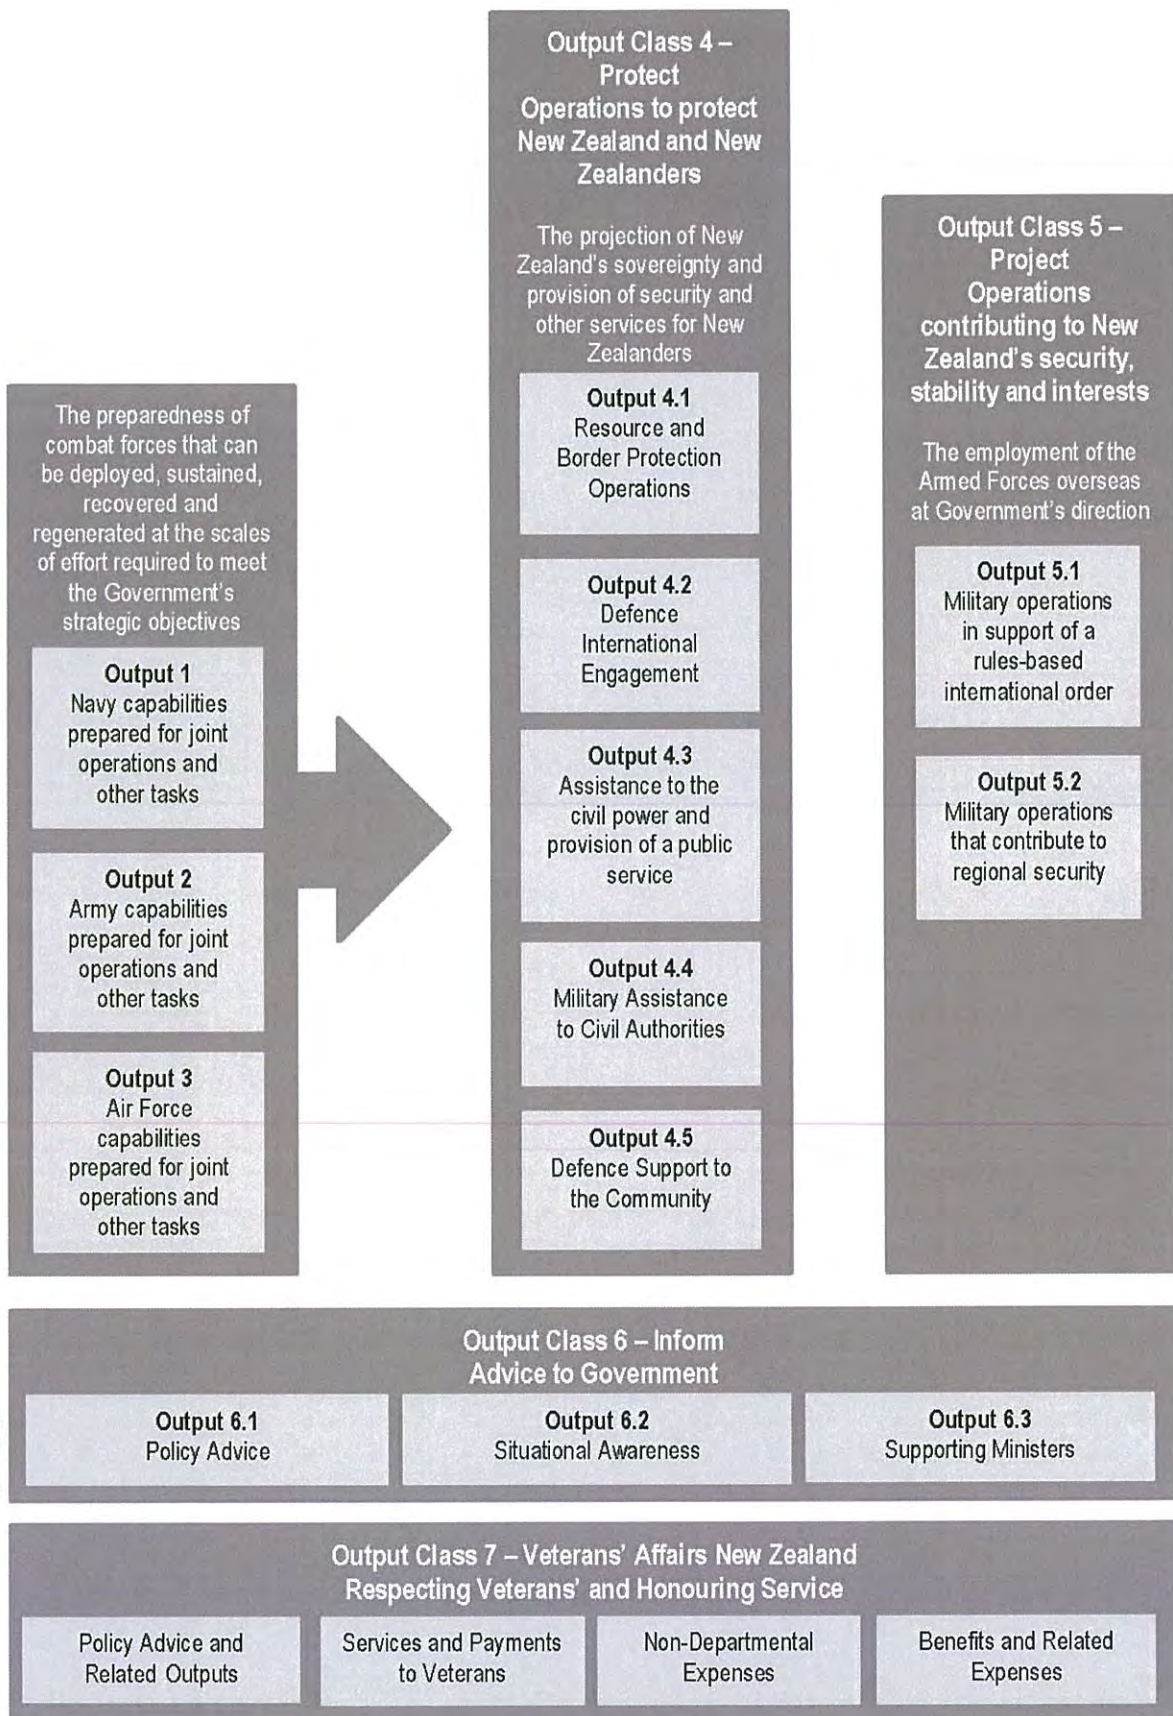 The preparedness of
combat forces that can
be deployed, sustained,
recovered and
regenerated at the scales
of effort required to meet
the Government's
strategic objectives
Output 1
Navy capabilities
prepared for joint
operations and
other tasks
Output 2
Army capabilities
prepared for joint
operations and
other tasks
Output 3
Air Force
capabilities
prepared for joint
operations and
other tasks
Output Class 4 –
Protect
Operations to protect
New Zealand and New
Zealanders
The projection of New
Zealand's sovereignty and
provision of security and
other services for New
Zealanders
Output 4.1
Resource and
Border Protection
Operations
Output 4.2
Defence
International
Engagement
Output 4.3
Assistance to the
civil power and
provision of a public
service
Output 4.4
Military Assistance
to Civil Authorities
Output 4.5
Defence Support to
the Community
Output Class 5 –
Project
Operations
contributing to New
Zealand's security,
stability and interests
The employment of the
Armed Forces overseas
at Government's direction
Output 5.1
Military operations
in support of a
rules-based
international order
Output 5.2
Military operations
that contribute to
regional security
Output Class 6 – Inform
Advice to Government
Output 6.1
Policy Advice
Output 6.2
Situational Awareness
Output 6.3
Supporting Ministers
Output Class 7 – Veterans' Affairs New Zealand
Respecting Veterans' and Honouring Service
Policy Advice and
Related Outputs
Services and Payments
to Veterans
Non-Departmental
Expenses
Benefits and Related
Expenses